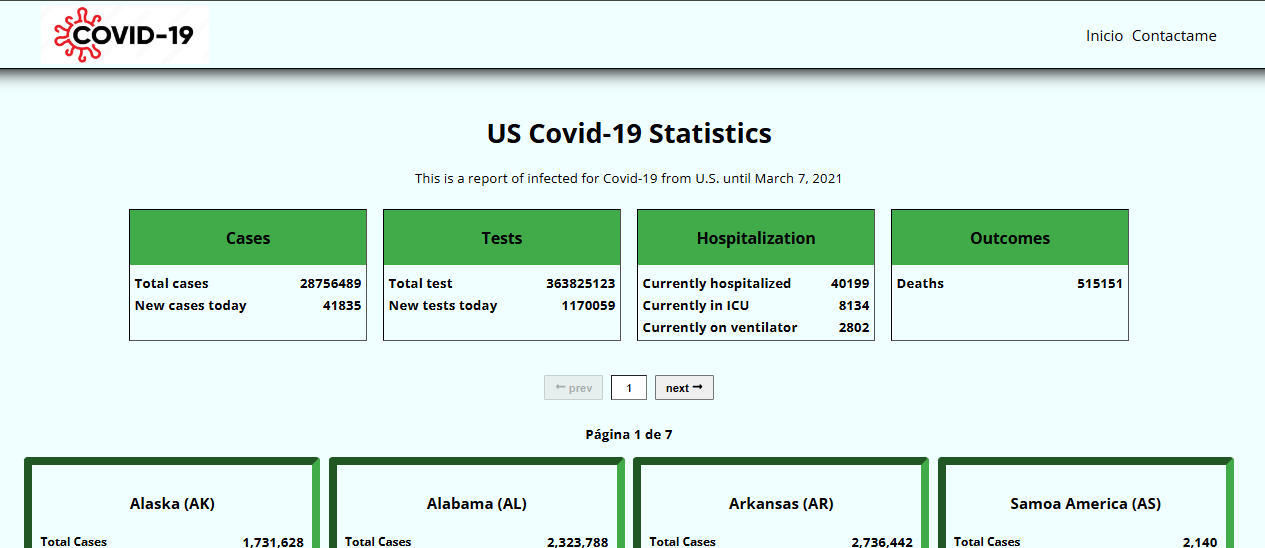 COVID-19
Inicio Contactame
US Covid-19 Statistics
This is a report of infected for Covid-19 from U.S. until March 7, 2021
Cases
Total cases 28756489
New cases today 41835
Tests
Total test 363825123
New tests today 1170059
Hospitalization
Currently hospitalized 40199
Currently in ICU 8134
Currently on ventilator 2802
Outcomes
Deaths 515151
← prev 1 next →
Página 1 de 7
Alaska (AK)
Total Cases 1,731,628
Alabama (AL)
Total Cases 2,323,788
Arkansas (AR)
Total Cases 2,736,442
Samoa America (AS)
Total Cases 2,140